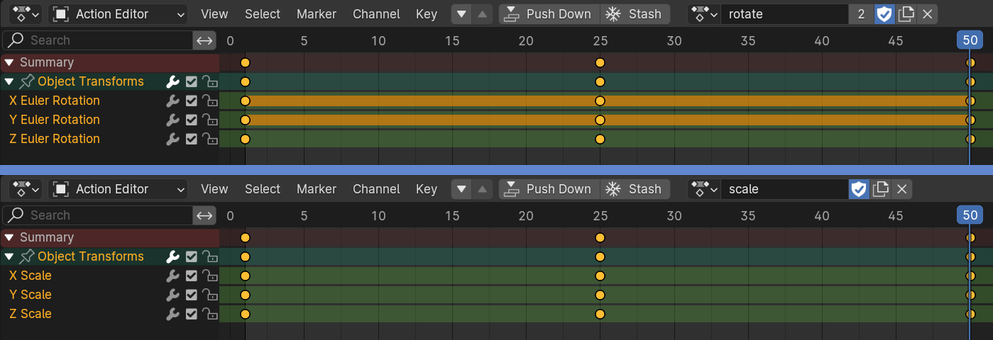 Action Editor View Select Marker Channel Key Push Down Stash rotate 2
Search 0 5 10 15 20 25 30 35 40 45 50
Summary
Object Transforms
X Euler Rotation
Y Euler Rotation
Z Euler Rotation
Action Editor View Select Marker Channel Key Push Down Stash scale
Search 0 5 10 15 20 25 30 35 40 45 50
Summary
Object Transforms
X Scale
Y Scale
Z Scale